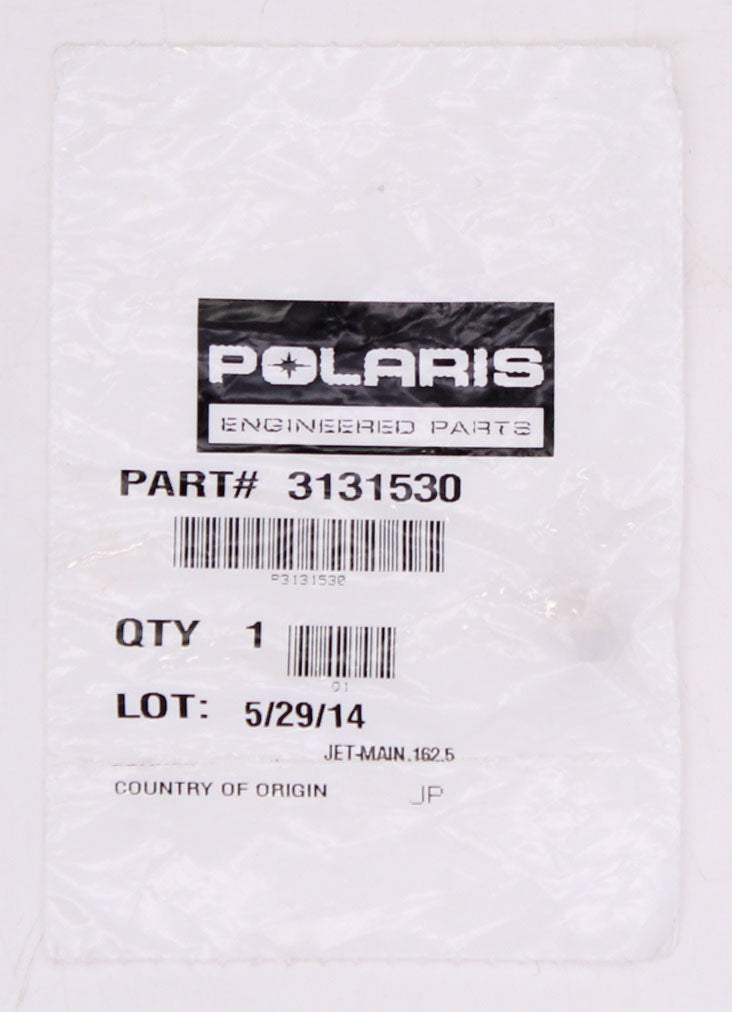 POLARIS
ENGINEERED PARTS
PART# 3131530
P3131530
QTY 1
01
LOT: 5/29/14
JET-MAIN,162.5
COUNTRY OF ORIGIN JP